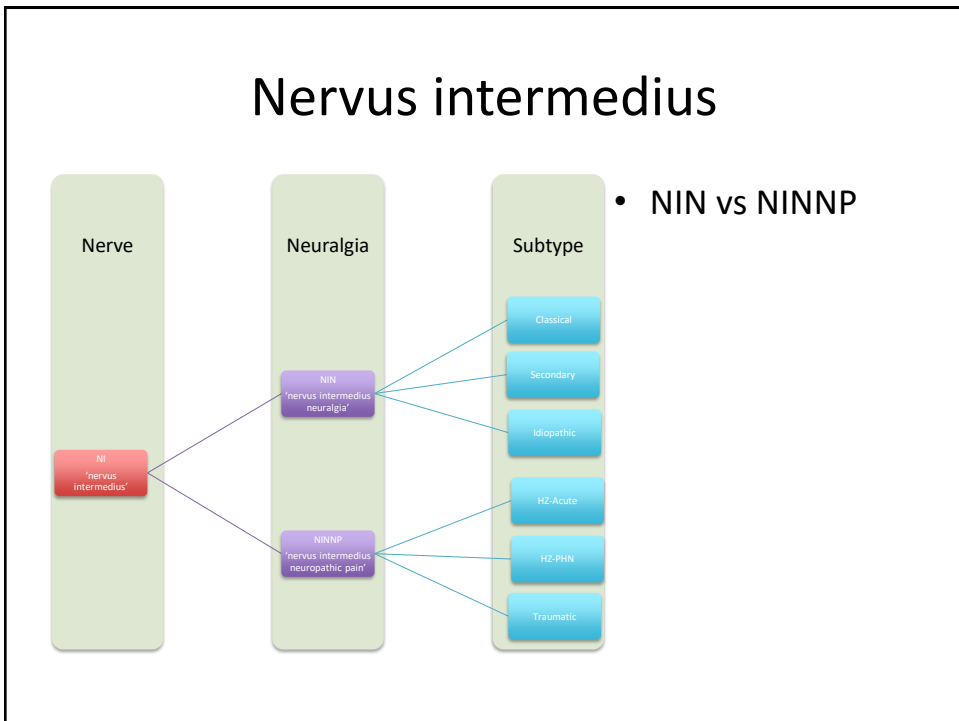 Nervus intermedius
Nerve
Neuralgia
Subtype
• NIN vs NINNP
NI
‘nervus
intermedius’
NIN
‘nervus intermedius
neuralgia’
NINNP
‘nervus intermedius
neuropathic pain’
Classical
Secondary
Idiopathic
HZ-Acute
HZ-PHN
Traumatic